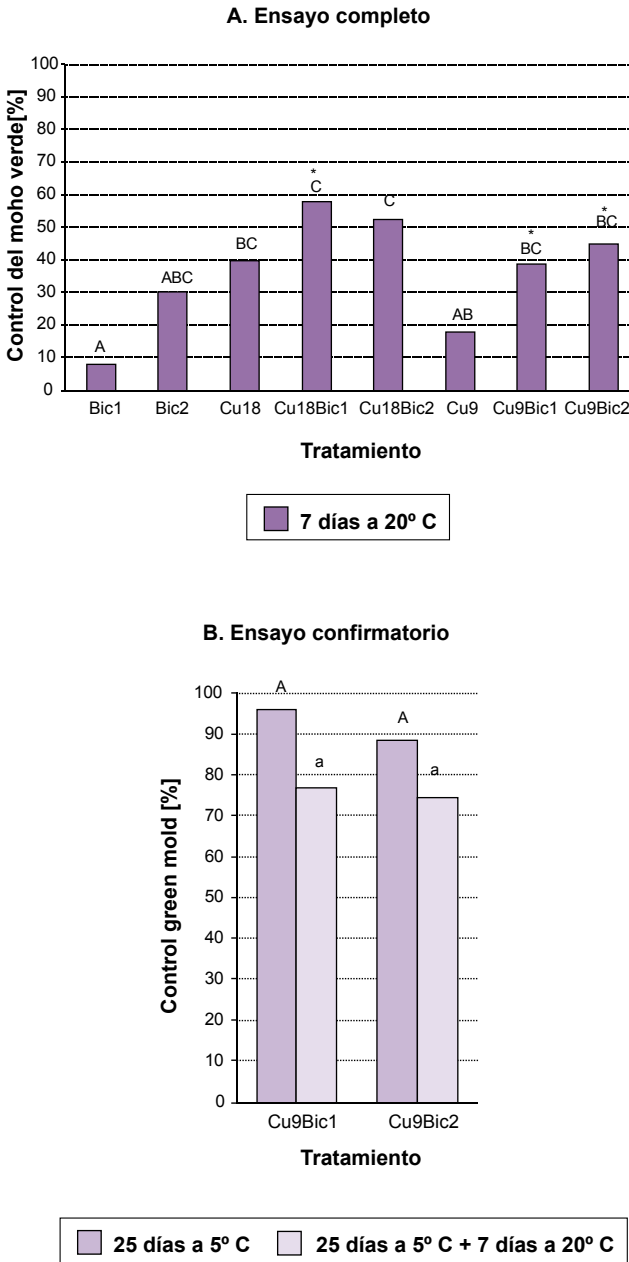 A. Ensayo completo
Control del moho verde[%]
100
90
80
70
60
50
40
30
20
10
0
A
ABC
BC
*
C
C
AB
*
BC
*
BC
Bic1 Bic2 Cu18 Cu18Bic1 Cu18Bic2 Cu9 Cu9Bic1 Cu9Bic2
Tratamiento
7 días a 20º C
B. Ensayo confirmatorio
Control green mold [%]
100
90
80
70
60
50
40
30
20
10
0
A
a
A
a
Cu9Bic1 Cu9Bic2
Tratamiento
25 días a 5º C 25 días a 5º C + 7 días a 20º C